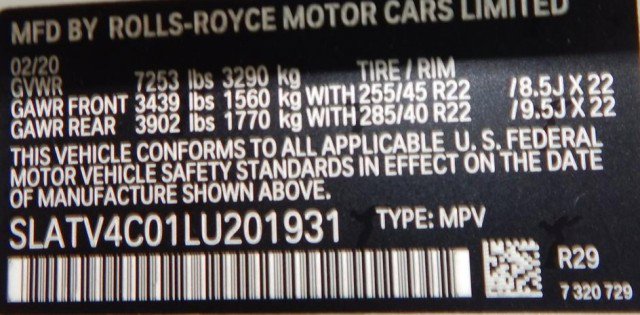 MFD BY ROLLS-ROYCE MOTOR CARS LIMITED
02/20
GVWR 7253 lbs 3290 kg TIRE / RIM
GAWR FRONT 3439 lbs 1560 kg WITH 255/45 R22 /8.5J X 22
GAWR REAR 3902 lbs 1770 kg WITH 285/40 R22 /9.5J X 22
THIS VEHICLE CONFORMS TO ALL APPLICABLE U.S. FEDERAL
MOTOR VEHICLE SAFETY STANDARDS IN EFFECT ON THE DATE
OF MANUFACTURE SHOWN ABOVE.
SLATV4C01LU201931 TYPE: MPV
R29
7 320 729